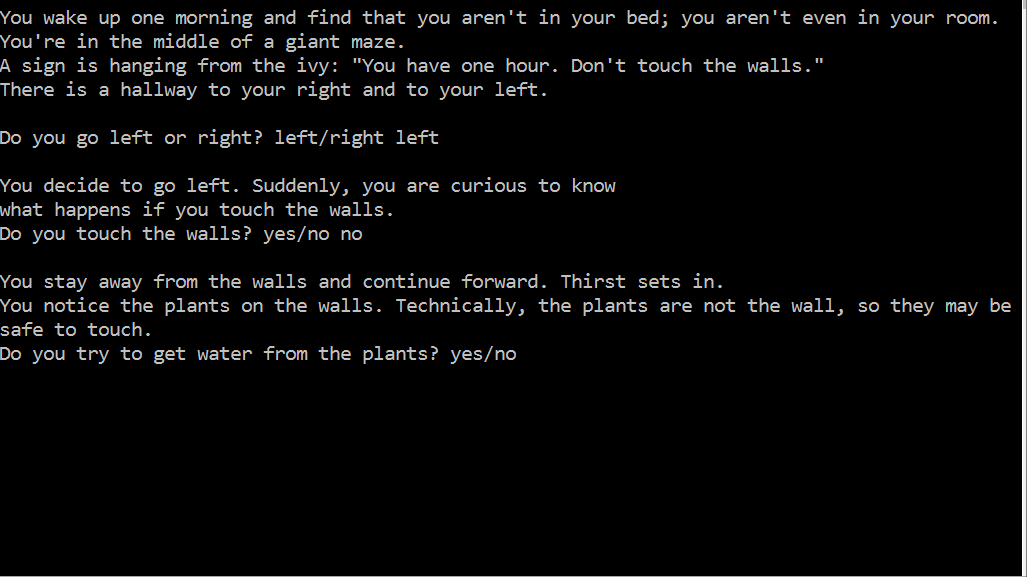 You wake up one morning and find that you aren't in your bed; you aren't even in your room.
You're in the middle of a giant maze.
A sign is hanging from the ivy: "You have one hour. Don't touch the walls."
There is a hallway to your right and to your left.
Do you go left or right? left/right left
You decide to go left. Suddenly, you are curious to know
what happens if you touch the walls.
Do you touch the walls? yes/no no
You stay away from the walls and continue forward. Thirst sets in.
You notice the plants on the walls. Technically, the plants are not the wall, so they may be
safe to touch.
Do you try to get water from the plants? yes/no